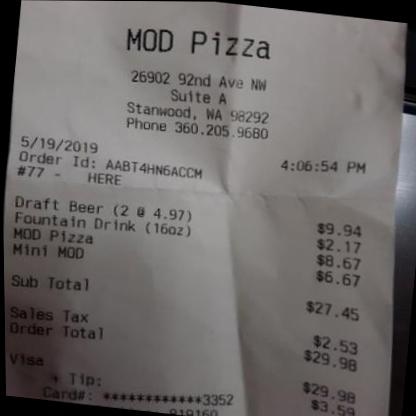 MOD Pizza
26902 92nd Ave NW
Suite A
Stanwood, WA 98292
Phone 360.205.9680
5/19/2019 4:06:54 PM
Order Id: AABT4HN6ACCM
#77 - HERE
Draft Beer (2 @ 4.97) $9.94
Fountain Drink (16oz) $2.17
MOD Pizza $8.67
Mini MOD $6.67
Sub Total $27.45
Sales Tax $2.53
Order Total $29.98
Visa $29.98
+ Tip: $3.59
Card#: ************3352